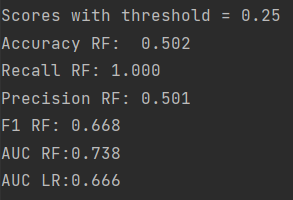 Scores with threshold = 0.25
Accuracy RF:  0.502
Recall RF: 1.000
Precision RF: 0.501
F1 RF: 0.668
AUC RF:0.738
AUC LR:0.666